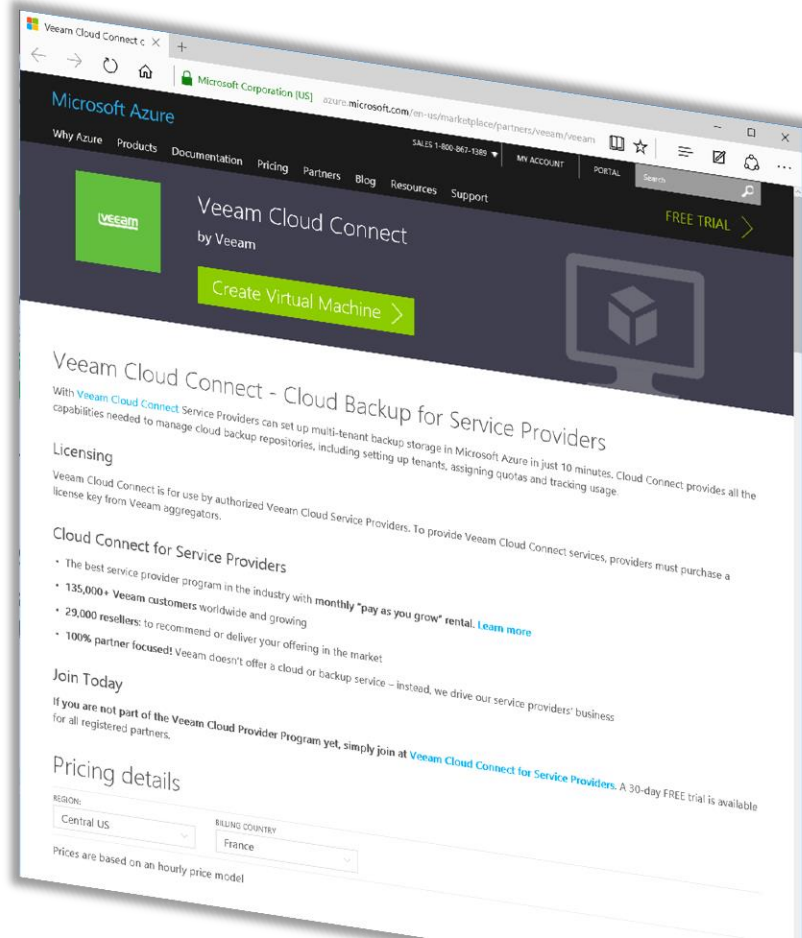 Veeam Cloud Connect c
Microsoft Corporation [US] azure.microsoft.com/en-us/marketplace/partners/veeam/veeam
Microsoft Azure
SALES 1-800-867-1389 MY ACCOUNT PORTAL Search
Why Azure Products Documentation Pricing Partners Blog Resources Support
FREE TRIAL
veeam
Veeam Cloud Connect
by Veeam
Create Virtual Machine
Veeam Cloud Connect - Cloud Backup for Service Providers
With Veeam Cloud Connect Service Providers can set up multi-tenant backup storage in Microsoft Azure in just 10 minutes. Cloud Connect provides all the
capabilities needed to manage cloud backup repositories, including setting up tenants, assigning quotas and tracking usage.
Licensing
Veeam Cloud Connect is for use by authorized Veeam Cloud Service Providers. To provide Veeam Cloud Connect services, providers must purchase a
license key from Veeam aggregators.
Cloud Connect for Service Providers
• The best service provider program in the industry with monthly "pay as you grow" rental. Learn more
• 135,000+ Veeam customers worldwide and growing
• 29,000 resellers: to recommend or deliver your offering in the market
• 100% partner focused! Veeam doesn't offer a cloud or backup service – instead, we drive our service providers' business
Join Today
If you are not part of the Veeam Cloud Provider Program yet, simply join at Veeam Cloud Connect for Service Providers. A 30-day FREE trial is available
for all registered partners.
Pricing details
REGION: BILLING COUNTRY
Central US France
Prices are based on an hourly price model